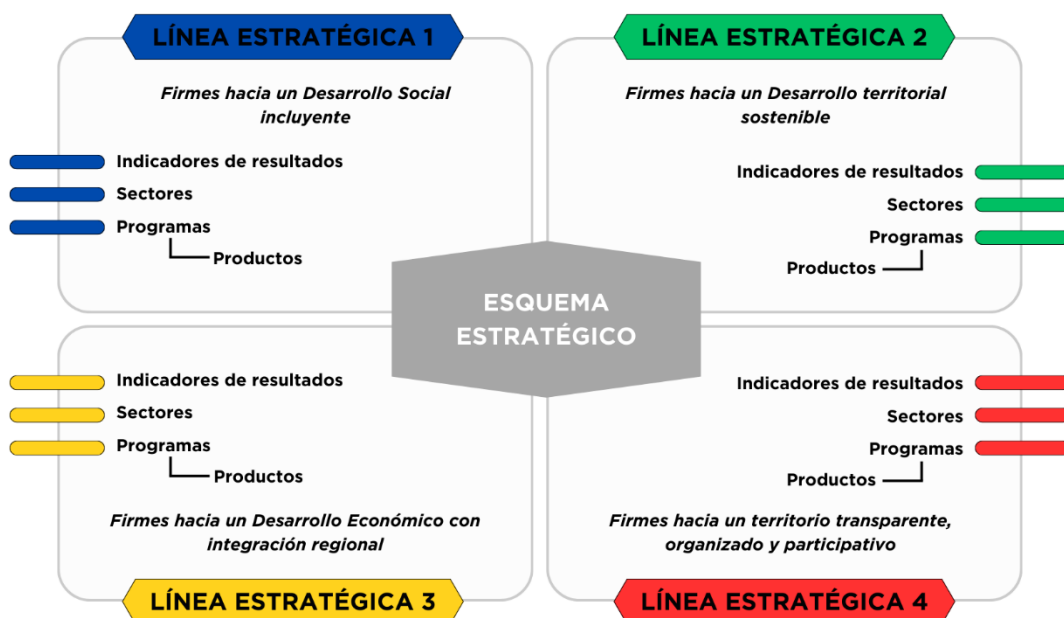 LÍNEA ESTRATÉGICA 1
Firmes hacia un Desarrollo Social
incluyente
Indicadores de resultados
Sectores
Programas
Productos
LÍNEA ESTRATÉGICA 2
Firmes hacia un Desarrollo territorial
sostenible
Indicadores de resultados
Sectores
Programas
Productos
ESQUEMA
ESTRATÉGICO
Indicadores de resultados
Sectores
Programas
Productos
Firmes hacia un Desarrollo Económico con
integración regional
LÍNEA ESTRATÉGICA 3
Indicadores de resultados
Sectores
Programas
Productos
Firmes hacia un territorio transparente,
organizado y participativo
LÍNEA ESTRATÉGICA 4